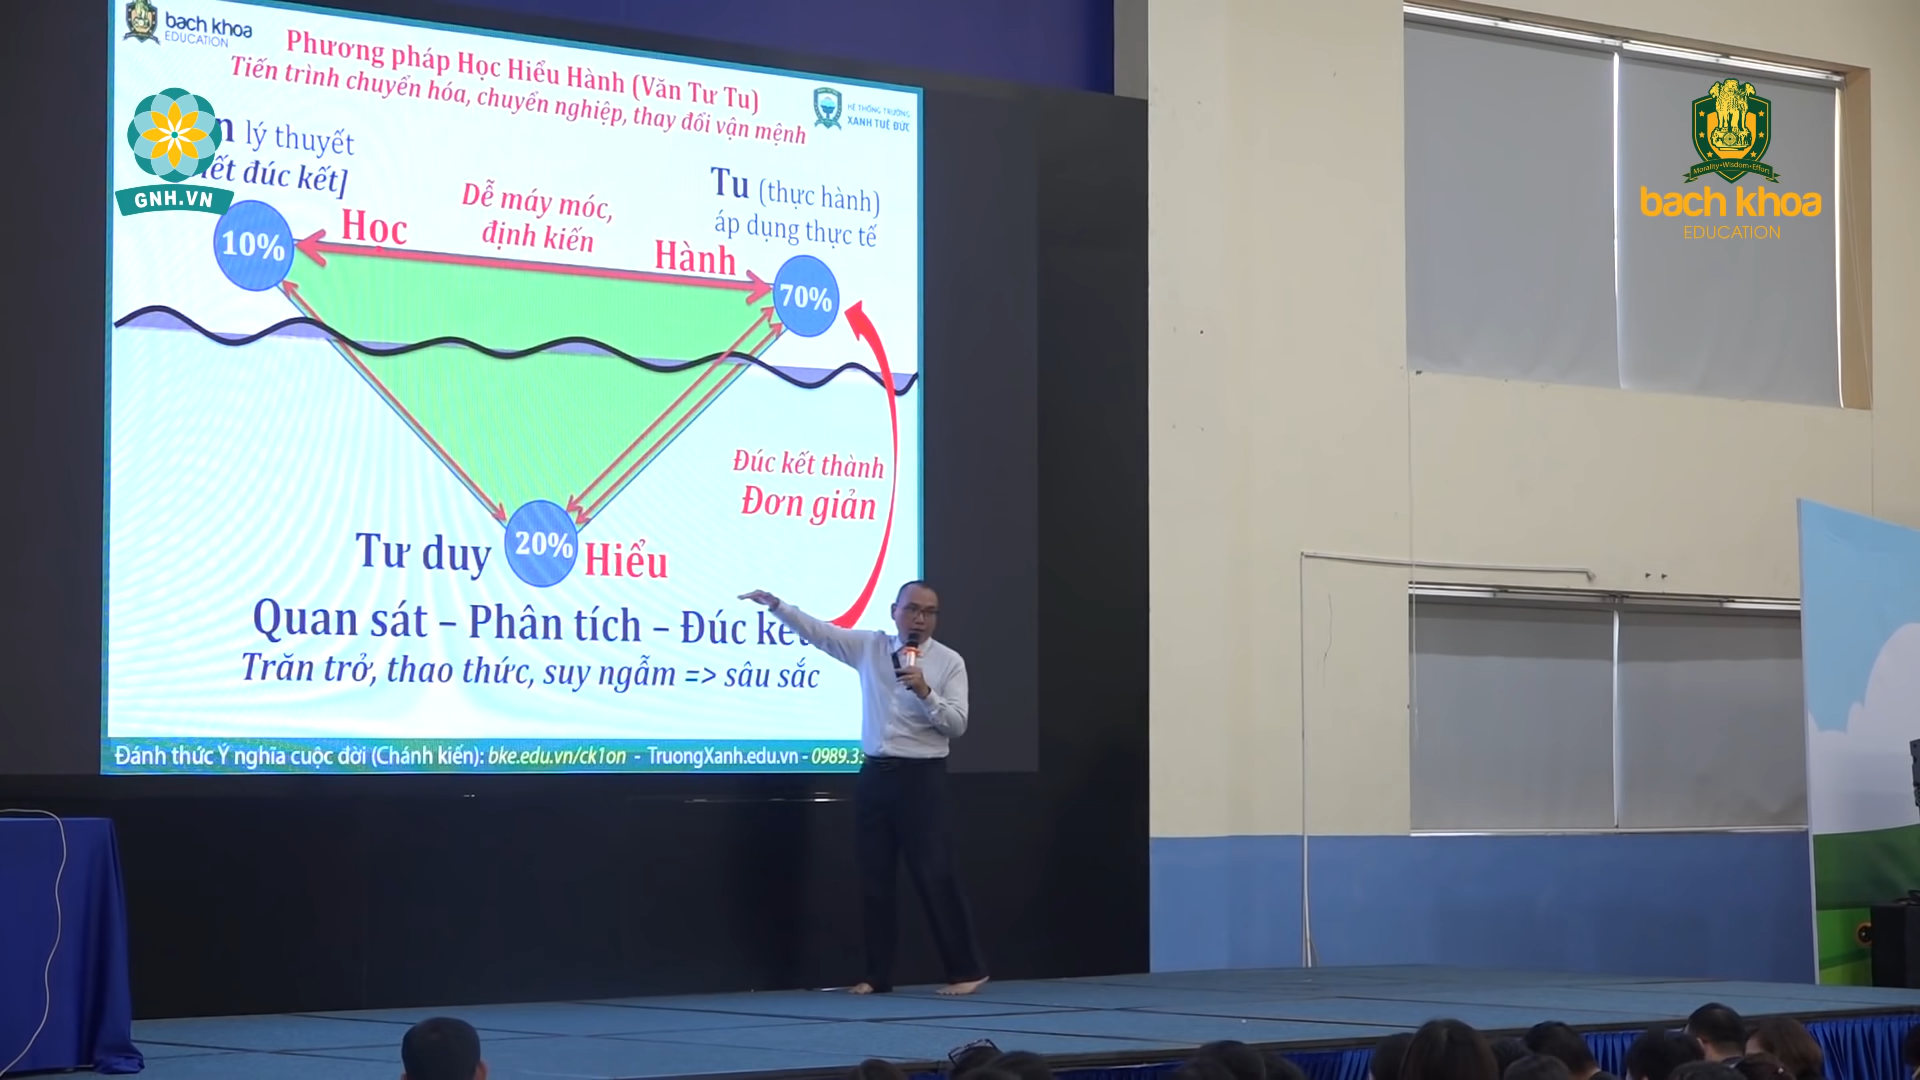 bach khoa
EDUCATION
Phương pháp Học Hiểu Hành (Văn Tư Tu)
Tiến trình chuyển hóa, chuyển nghiệp, thay đổi vận mệnh
HỆ THỐNG TRƯỜNG
XANH TUỆ ĐỨC
lý thuyết
đúc kết]
GNH.VN
Tu (thực hành)
áp dụng thực tế
Dễ máy móc,
định kiến
Học
Hành
10%
70%
Đúc kết thành
Đơn giản
Tư duy
20%
Hiểu
Quan sát – Phân tích – Đúc
Trăn trở, thao thức, suy ngẫm => sâu sắc
Đánh thức Ý nghĩa cuộc đời (Chánh kiến): bke.edu.vn/ck1on - TruongXanh.edu.vn - 0989.3
Morality • Wisdom • Effort
bach khoa
EDUCATION